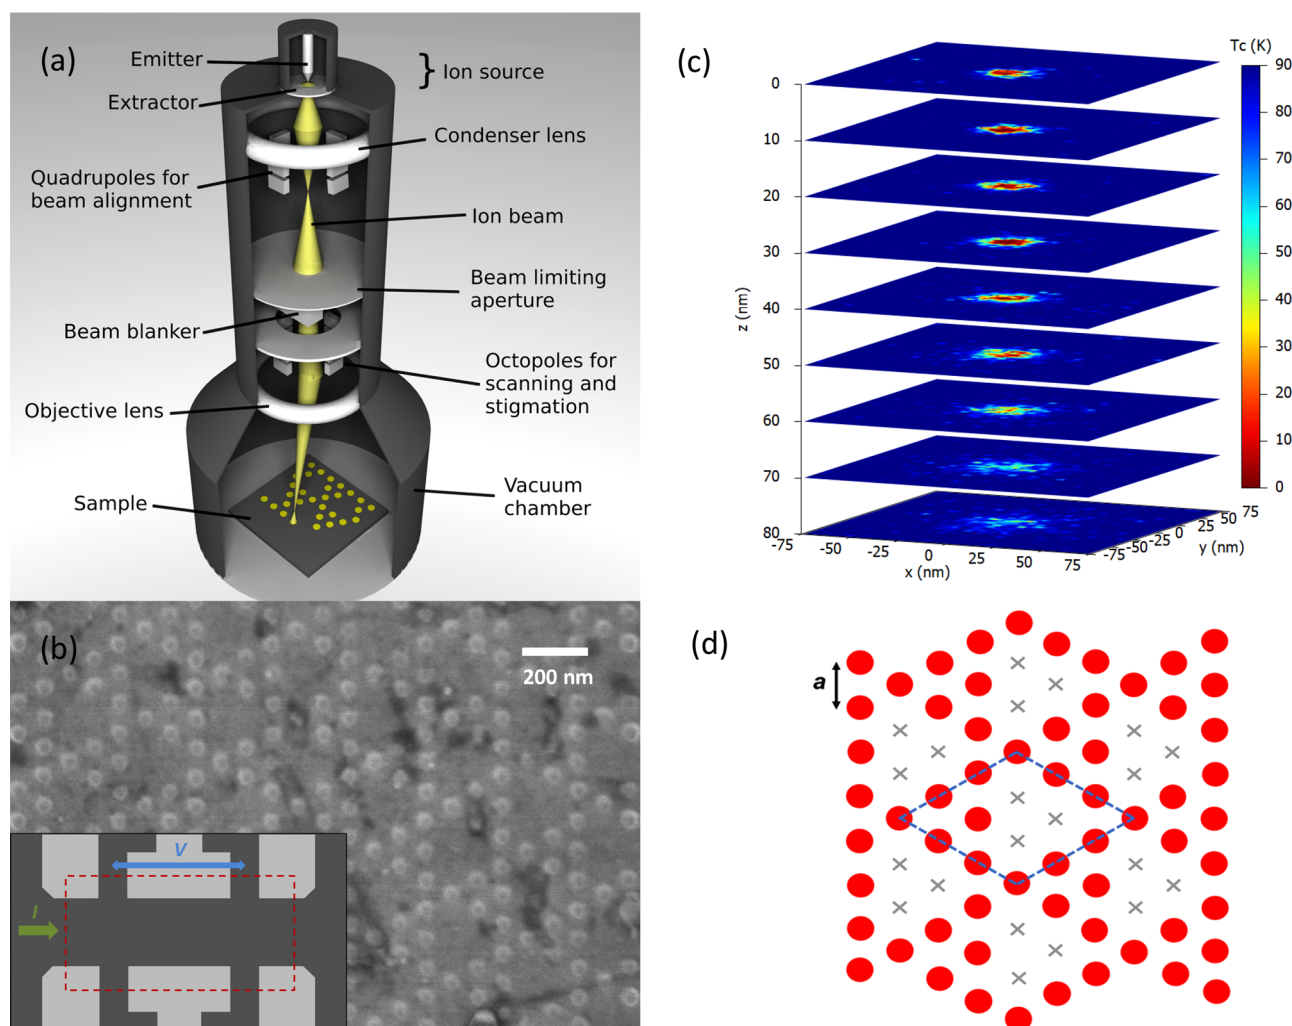 (a)
Emitter
Ion source
Extractor
Condenser lens
Quadrupoles for
beam alignment
Ion beam
Beam limiting
aperture
Beam blanker
Octopoles for
scanning and
stigmation
Objective lens
Sample
Vacuum
chamber
(b)
200 nm
V
I
(c)
Tc (K)
90
80
70
60
50
40
30
20
10
0
0
10
20
30
40
50
60
70
80
z (nm)
-75
-50
-25
0
25
50
75
x (nm)
-75
-50
-25
0
25
50
75
y (nm)
(d)
a